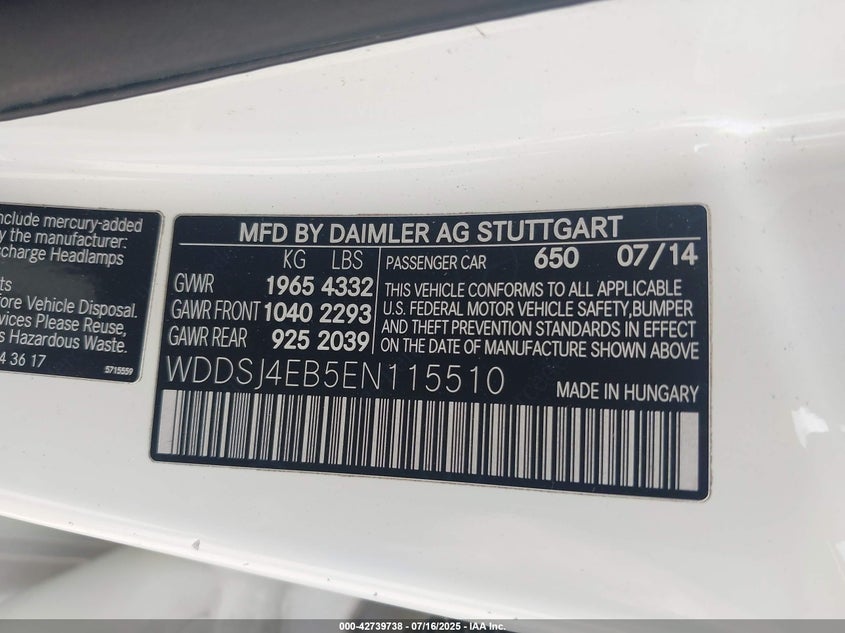 nclude mercury-added
y the manufacturer:
scharge Headlamps
ts
fore Vehicle Disposal.
vices Please Reuse,
s Hazardous Waste.
4 36 17
5715559
MFD BY DAIMLER AG STUTTGART
KG LBS
GVWR 1965 4332
GAWR FRONT 1040 2293
GAWR REAR 925 2039
PASSENGER CAR 650 07/14
THIS VEHICLE CONFORMS TO ALL APPLICABLE
U.S. FEDERAL MOTOR VEHICLE SAFETY,BUMPER
AND THEFT PREVENTION STANDARDS IN EFFECT
ON THE DATE OF MANUFACTURE SHOWN ABOVE
WDDSJ4EB5EN115510
MADE IN HUNGARY
000-42739738 - 07/16/2025 - IAA Inc.